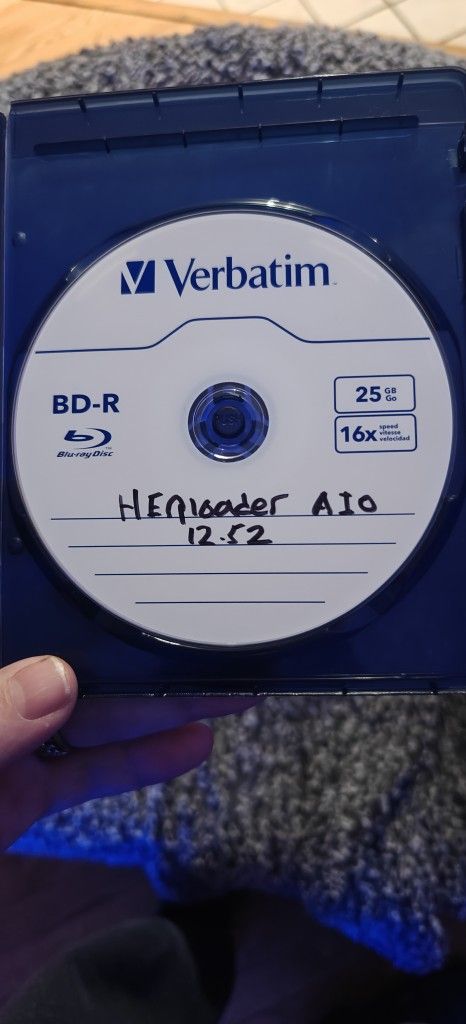 Verbatim
BD-R
Blu-ray Disc
25 GB
Go
16x speed
vitesse
velocidad
HENloader AIO
12.52